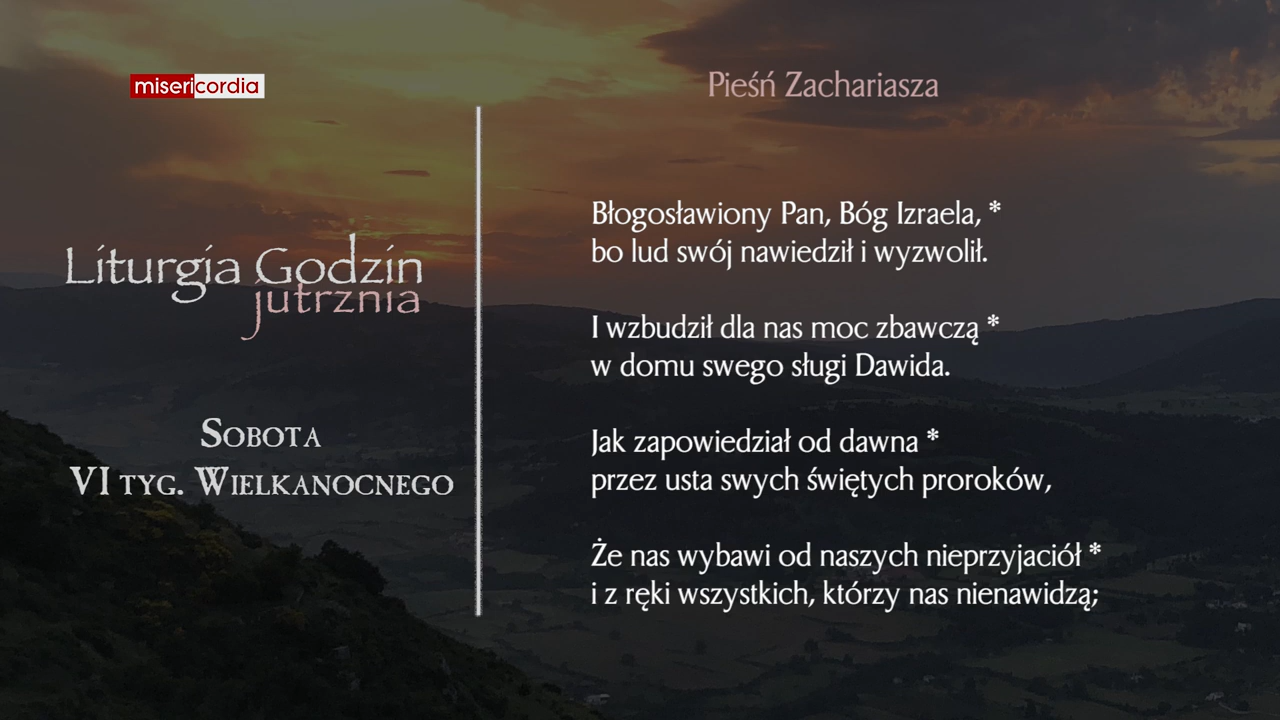 misericordia
Liturgia Godzin
jutrznia
Sobota
VI tyg. Wielkanocnego
Pieśń Zachariasza
Błogosławiony Pan, Bóg Izraela, *
bo lud swój nawiedził i wyzwolił.
I wzbudził dla nas moc zbawczą *
w domu swego sługi Dawida.
Jak zapowiedział od dawna *
przez usta swych świętych proroków,
Że nas wybawi od naszych nieprzyjaciół *
i z ręki wszystkich, którzy nas nienawidzą;